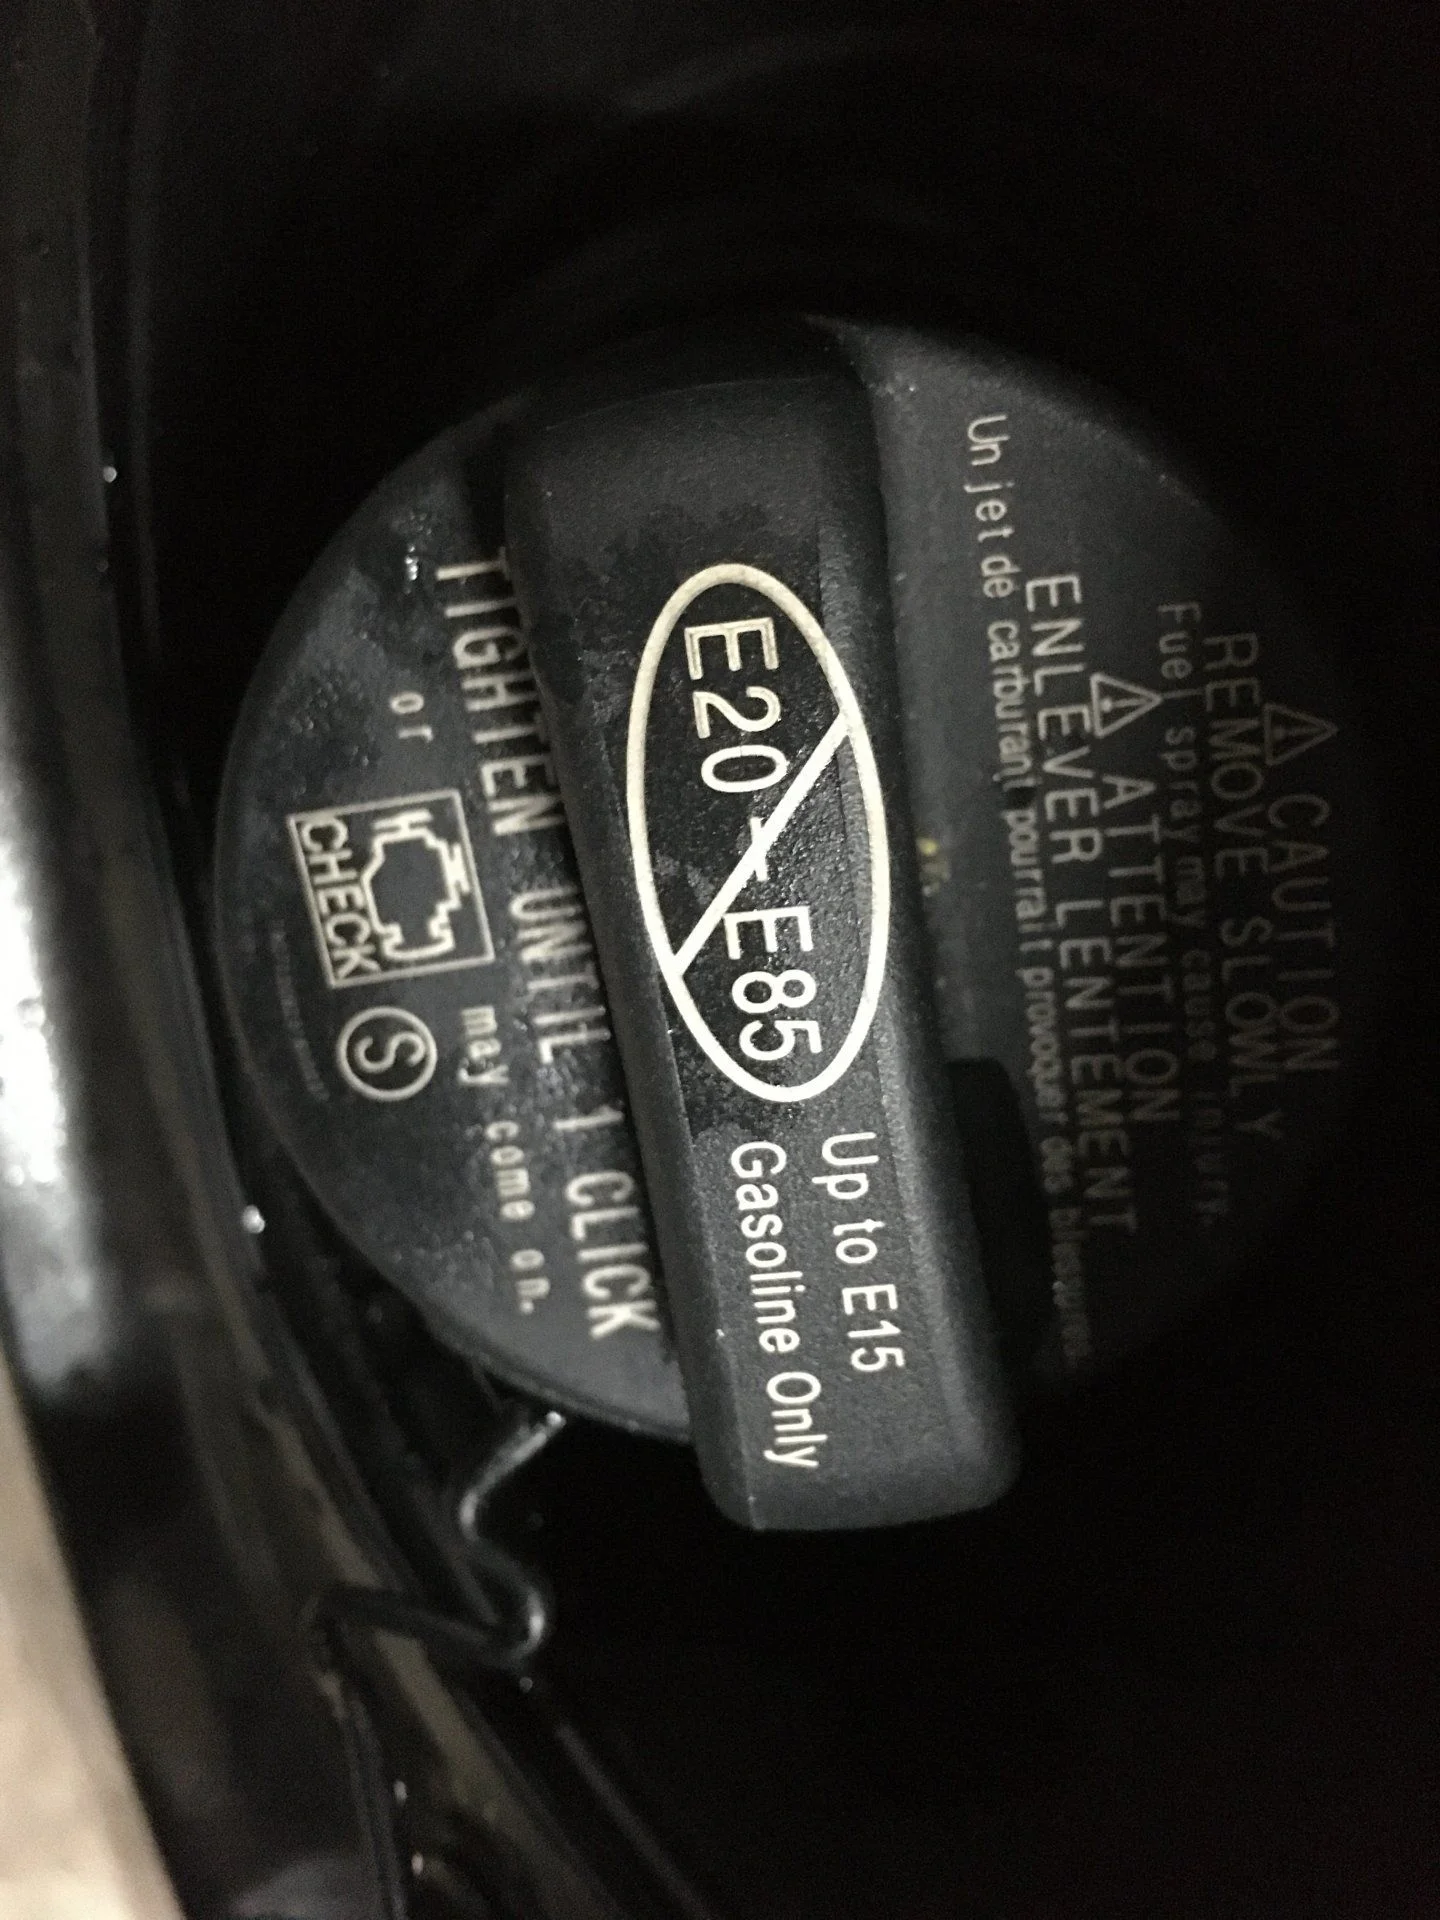 ⚠ CAUTION
REMOVE SLOWLY
Fuel spray may cause injury.
⚠ ATTENTION
ENLEVER LENTEMENT
Un jet de carburant pourrait provoquer des blessures
E20 - E85
Up to E15
Gasoline Only
TIGHTEN UNTIL 1 CLICK
or CHECK S may come on.